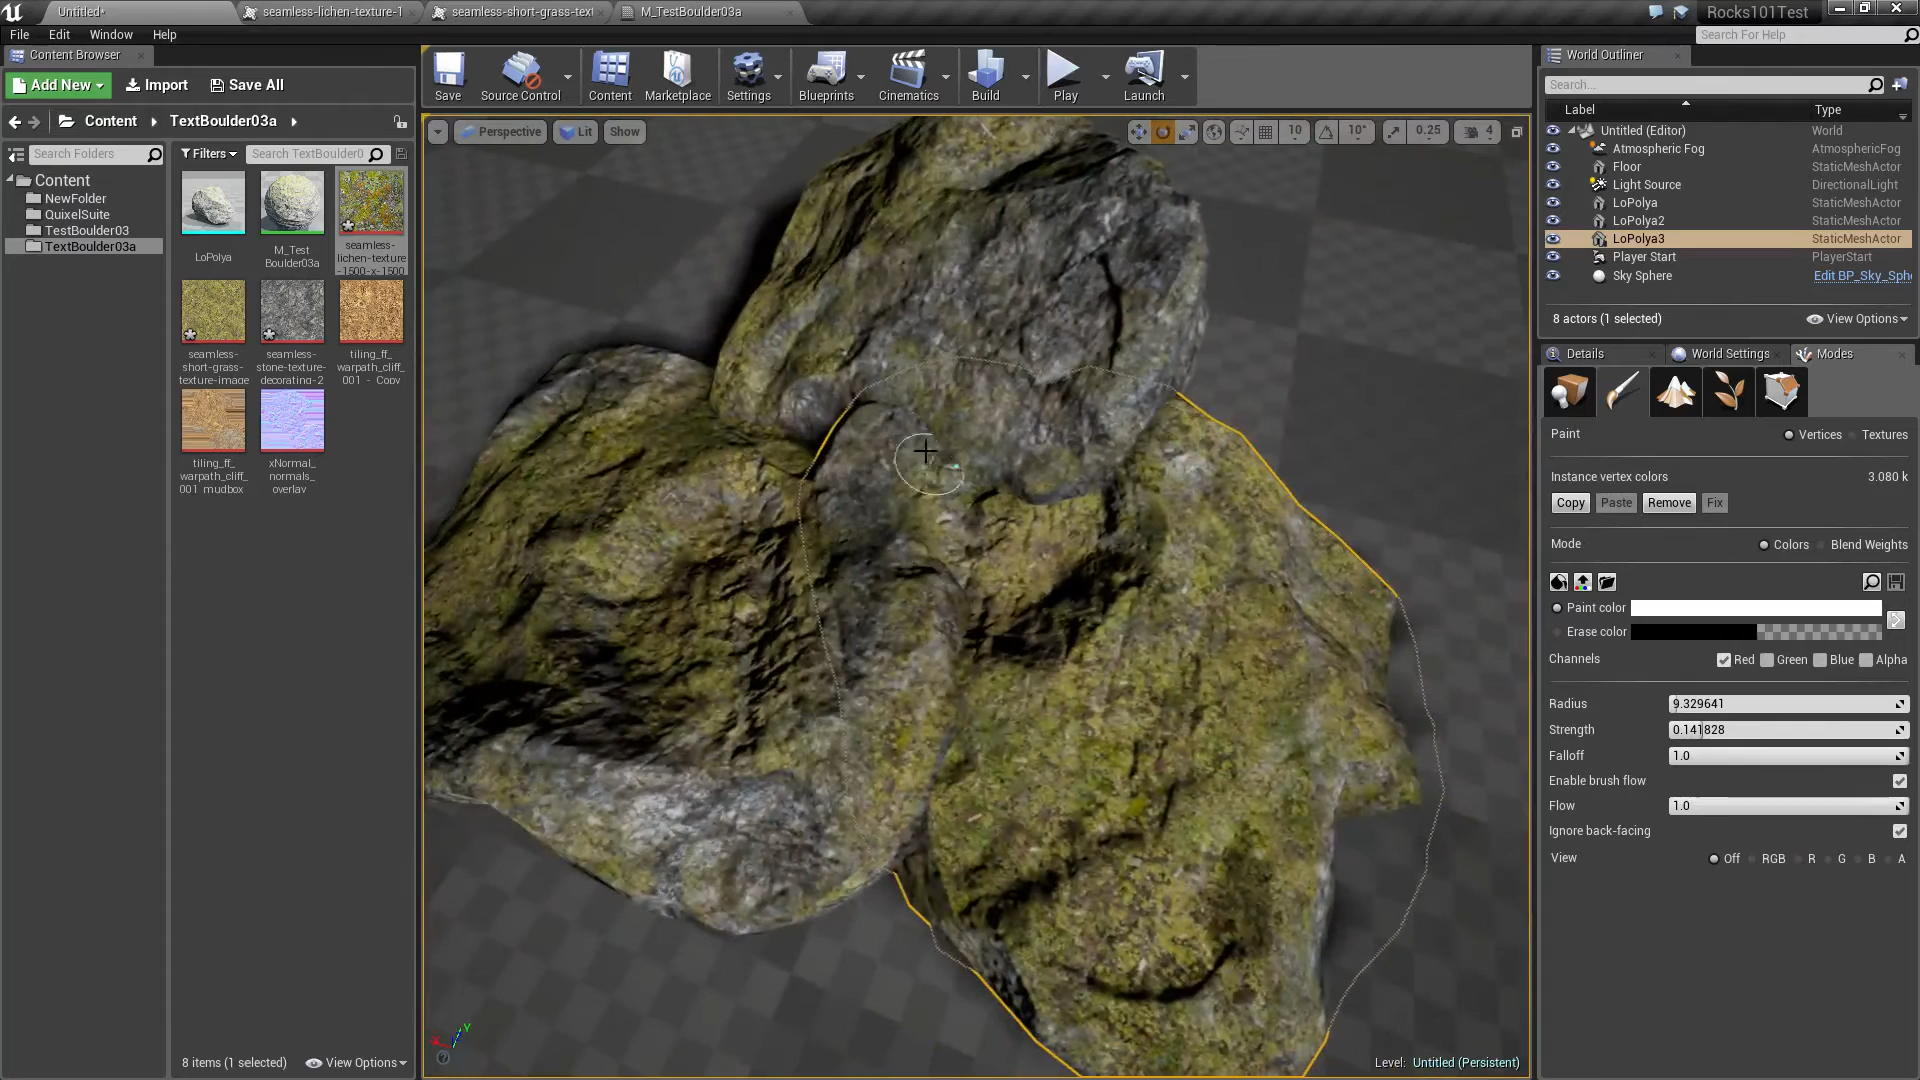 Untitled*
seamless-lichen-texture-1
seamless-short-grass-text
M_TestBoulder03a
Rocks101Test
File Edit Window Help
Search For Help
Content Browser
Add New Import Save All
Content TextBoulder03a
Search Folders
Filters Search TextBoulder0
Content
NewFolder
QuixelSuite
TestBoulder03
TextBoulder03a
LoPolya
M_Test
Boulder03a
seamless-
lichen-texture
-1500-x-1500
seamless-
short-grass-
texture-image
seamless-
stone-texture-
decorating-2
tiling_ff_
warpath_cliff_
001_-_Copy
tiling_ff_
warpath_cliff_
001_mudbox
xNormal_
normals_
overlay
8 items (1 selected) View Options
Save Source Control Content Marketplace Settings Blueprints Cinematics Build Play Launch
Perspective Lit Show
10 10° 0.25 4
Level: Untitled (Persistent)
World Outliner
Search...
Label Type
Untitled (Editor) World
Atmospheric Fog AtmosphericFog
Floor StaticMeshActor
Light Source DirectionalLight
LoPolya StaticMeshActor
LoPolya2 StaticMeshActor
LoPolya3 StaticMeshActor
Player Start PlayerStart
Sky Sphere Edit BP_Sky_Sphe
8 actors (1 selected) View Options
Details World Settings Modes
Paint Vertices Textures
Instance vertex colors 3.080 k
Copy Paste Remove Fix
Mode Colors Blend Weights
Paint color
Erase color
Channels Red Green Blue Alpha
Radius 9.329641
Strength 0.141828
Falloff 1.0
Enable brush flow
Flow 1.0
Ignore back-facing
View Off RGB R G B A
X Y